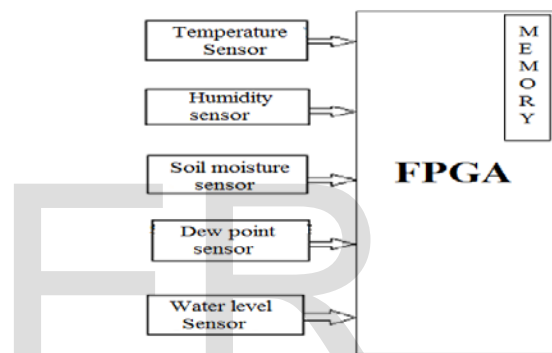 Temperature
Sensor
Humidity
sensor
Soil moisture
sensor
Dew point
sensor
Water level
Sensor
M
E
M
O
R
Y
FPGA